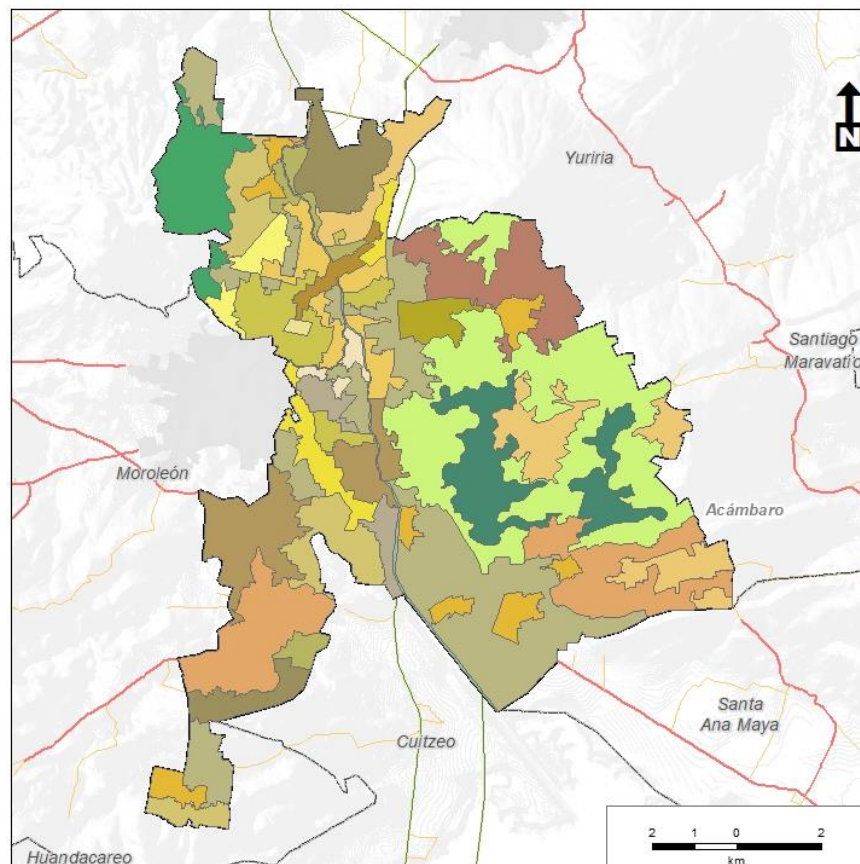 N
Yuriria
Santiago
Maravatío
Moroleón
Acámbaro
Santa
Ana Maya
Cuitzeo
Huandacareo
2 1 0 2
km